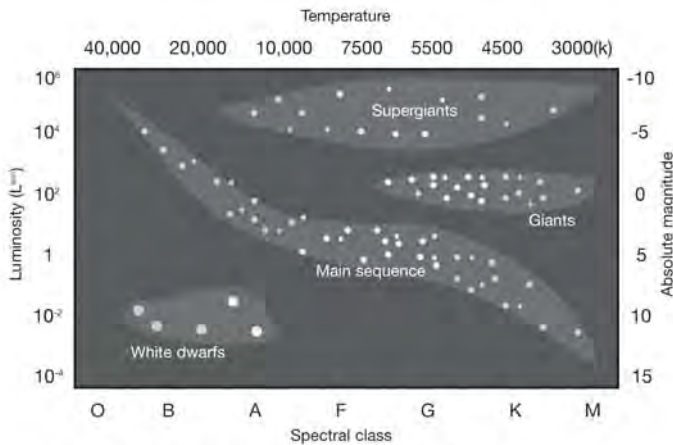 Temperature
40,000 20,000 10,000 7500 5500 4500 3000(k)
10⁶ -10
Supergiants
10⁴ -5
10² 0
Giants
Luminosity (Lˢᵘⁿ)
Absolute magnitude
1 5
Main sequence
10⁻² 10
White dwarfs
10⁻⁴ 15
O B A F G K M
Spectral class